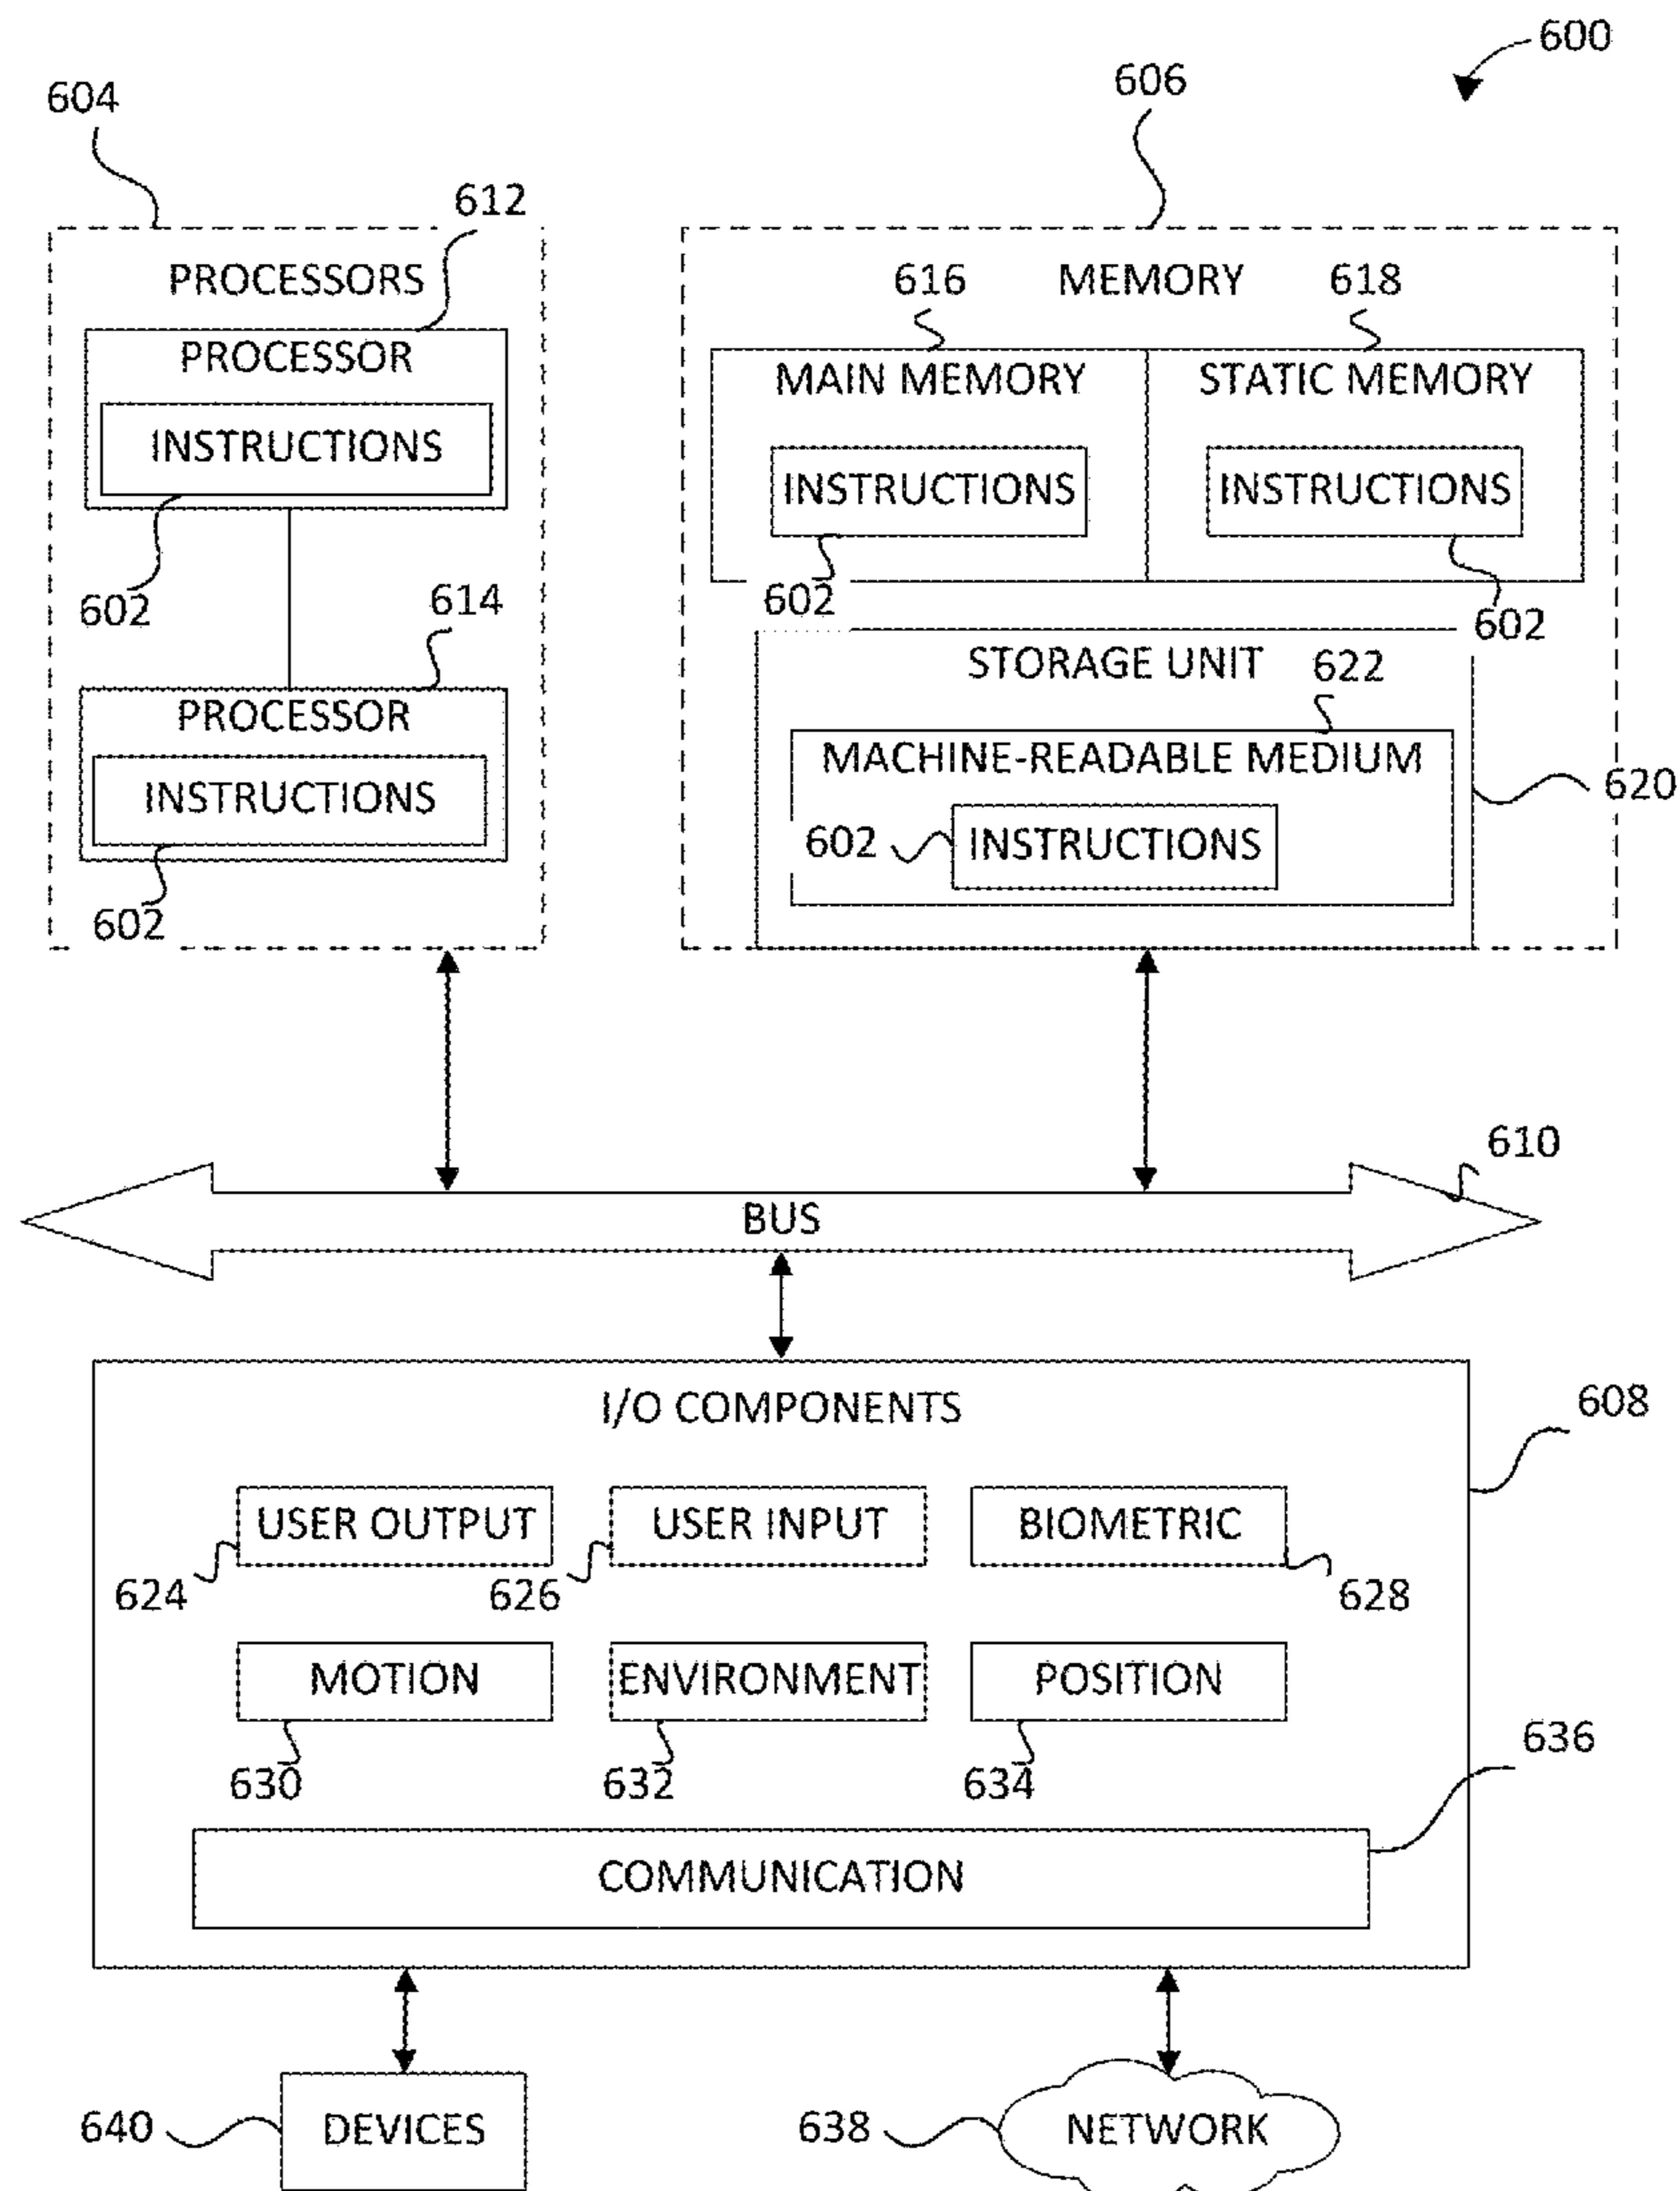 600
604
606
612
PROCESSORS
616
MEMORY
618
PROCESSOR
MAIN MEMORY
STATIC MEMORY
INSTRUCTIONS
INSTRUCTIONS
INSTRUCTIONS
602
614
602
602
STORAGE UNIT
622
PROCESSOR
MACHINE-READABLE MEDIUM
620
INSTRUCTIONS
602
INSTRUCTIONS
602
610
BUS
I/O COMPONENTS
608
USER OUTPUT
USER INPUT
BIOMETRIC
624
626
628
MOTION
ENVIRONMENT
POSITION
630
632
634
636
COMMUNICATION
640
DEVICES
638
NETWORK